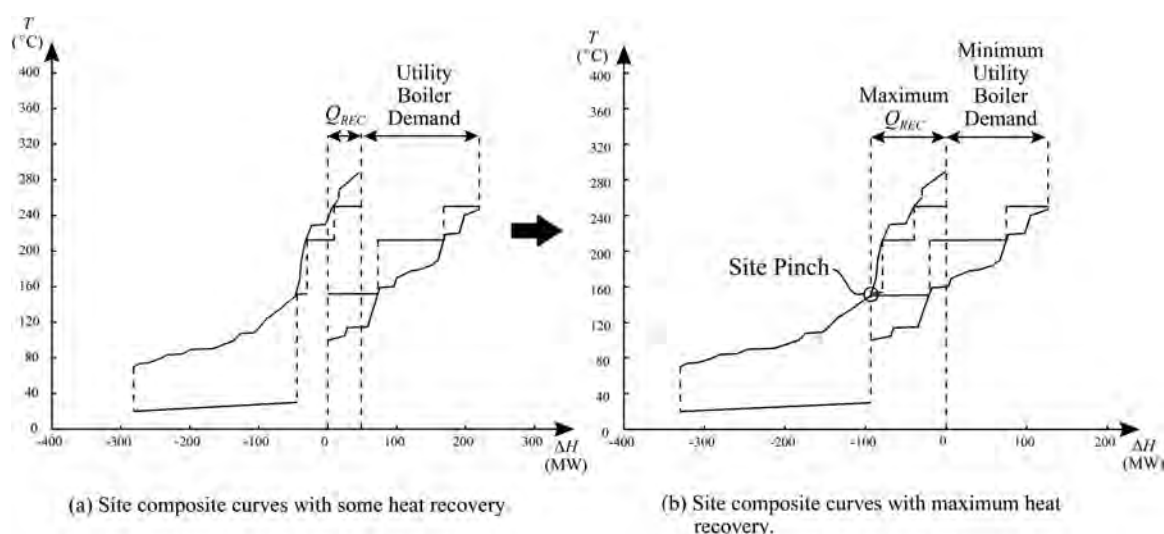 T
(°C)
400
360
320
280
240
200
160
120
80
40
0
-400
-300
-200
-100
0
100
200
300
ΔH
(MW)
Q_REC
Utility
Boiler
Demand
(a) Site composite curves with some heat recovery.
T
(°C)
400
360
320
280
240
200
160
120
80
40
0
-400
-300
-200
-100
0
100
200
ΔH
(MW)
Maximum
Q_REC
Minimum
Utility
Boiler
Demand
Site Pinch
(b) Site composite curves with maximum heat
recovery.